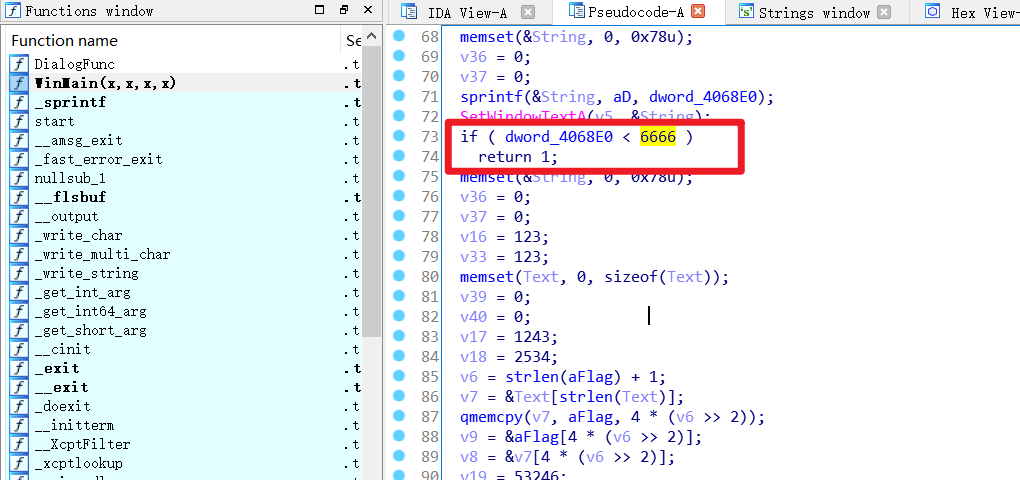 Functions window
IDA View-A
Pseudocode-A
Strings window
Hex View-
Function name
Se
DialogFunc .t
WinMain(x,x,x,x) .t
_sprintf .t
start .t
__amsg_exit .t
_fast_error_exit .t
nullsub_1 .t
__flsbuf .t
__output .t
_write_char .t
_write_multi_char .t
_write_string .t
_get_int_arg .t
_get_int64_arg .t
_get_short_arg .t
__cinit .t
_exit .t
__exit .t
_doexit .t
__initterm .t
__XcptFilter .t
_xcptlookup .t
68 memset(&String, 0, 0x78u);
69 v36 = 0;
70 v37 = 0;
71 sprintf(&String, aD, dword_4068E0);
72 SetWindowTextA(v5, &String);
73 if ( dword_4068E0 < 6666 )
74 return 1;
75 memset(&String, 0, 0x78u);
76 v36 = 0;
77 v37 = 0;
78 v16 = 123;
79 v33 = 123;
80 memset(Text, 0, sizeof(Text));
81 v39 = 0;
82 v40 = 0;
83 v17 = 1243;
84 v18 = 2534;
85 v6 = strlen(aFlag) + 1;
86 v7 = &Text[strlen(Text)];
87 qmemcpy(v7, aFlag, 4 * (v6 >> 2));
88 v9 = &aFlag[4 * (v6 >> 2)];
89 v8 = &v7[4 * (v6 >> 2)];
90 v19 = 53246;